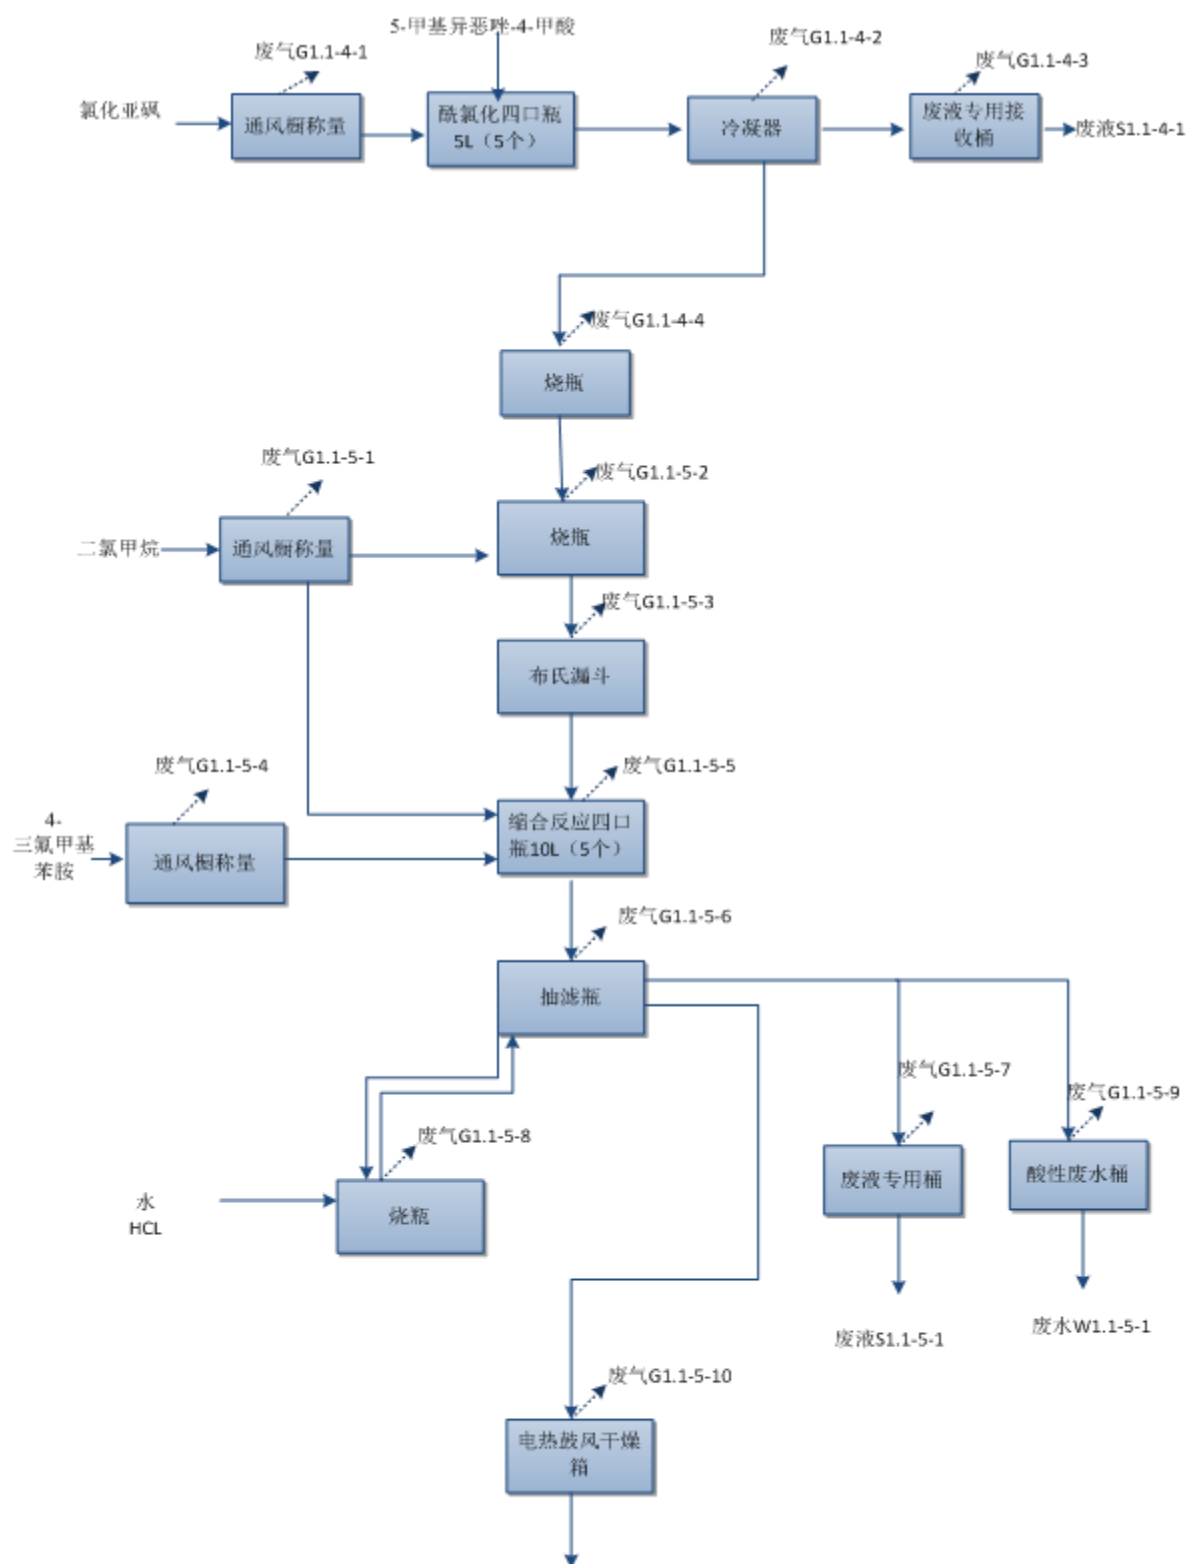 5-甲基异恶唑-4-甲酸
废气G1.1-4-1
废气G1.1-4-2
废气G1.1-4-3
氯化亚砜
通风橱称量
酰氯化四口瓶
5L（5个）
冷凝器
废液专用接
收桶
废液S1.1-4-1
废气G1.1-4-4
烧瓶
废气G1.1-5-1
废气G1.1-5-2
二氯甲烷
通风橱称量
烧瓶
废气G1.1-5-3
布氏漏斗
废气G1.1-5-4
废气G1.1-5-5
4-
三氟甲基
苯胺
通风橱称量
缩合反应四口
瓶10L（5个）
废气G1.1-5-6
抽滤瓶
废气G1.1-5-7
废气G1.1-5-9
废气G1.1-5-8
水
HCL
烧瓶
废液专用桶
酸性废水桶
废液S1.1-5-1
废水W1.1-5-1
废气G1.1-5-10
电热鼓风干燥
箱